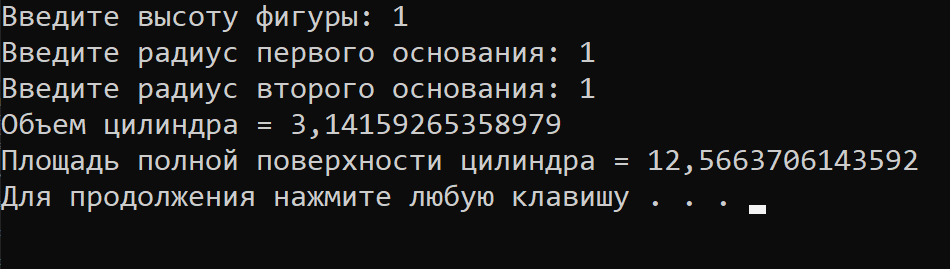 Введите высоту фигуры: 1
Введите радиус первого основания: 1
Введите радиус второго основания: 1
Объем цилиндра = 3,14159265358979
Площадь полной поверхности цилиндра = 12,5663706143592
Для продолжения нажмите любую клавишу . . .